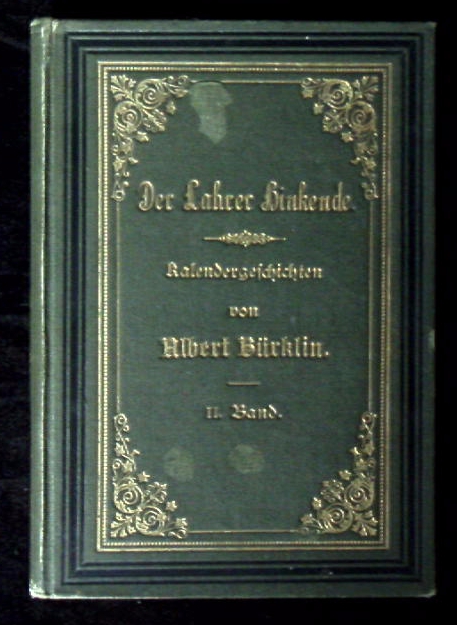 Der Lahrer Hinkende.
Kalendergeschichten
von
Albert Bürklin.
II. Band.